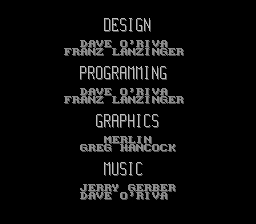 DESIGN
DAVE O'RIVA
FRANZ LANZINGER
PROGRAMMING
DAVE O'RIVA
FRANZ LANZINGER
GRAPHICS
MERLIN
GREG HANCOCK
MUSIC
JERRY GERBER
DAVE O'RIVA